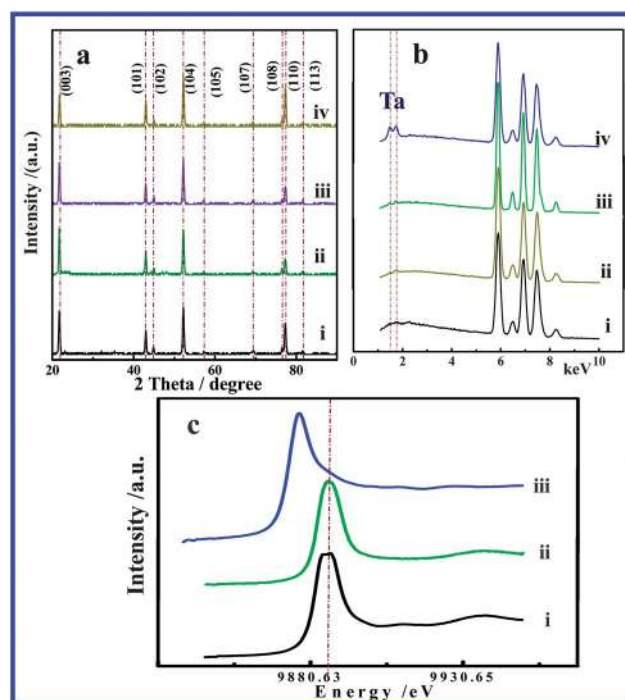 a
(003)
(101)
(102)
(104)
(105)
(107)
(108)
(110)
(113)
iv
iii
ii
i
Intensity /(a.u.)
20 40 60 80
2 Theta / degree
b
Ta
iv
iii
ii
i
0 2 4 6 8 10
keV
c
iii
ii
i
Intensity /a.u.
9880.63 9930.65
Energy /eV